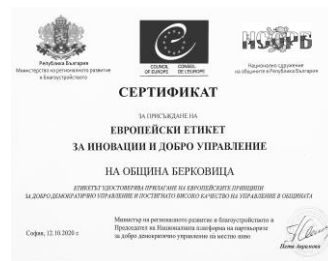 Република България
Министерство на регионалното развитие
и благоустройството
COUNCIL OF EUROPE
CONSEIL DE L'EUROPE
НСОРБ
Национално сдружение
на общините в Република България
СЕРТИФИКАТ
ЗА ПРИСЪЖДАНЕ НА
ЕВРОПЕЙСКИ ЕТИКЕТ
ЗА ИНОВАЦИИ И ДОБРО УПРАВЛЕНИЕ
НА ОБЩИНА БЕРКОВИЦА
ЕТИКЕТЪТ УДОСТОВЕРЯВА ПРИЛАГАНЕ НА ЕВРОПЕЙСКИТЕ ПРИНЦИПИ
ЗА ДОБРО ДЕМОКРАТИЧНО УПРАВЛЕНИЕ И ПОСТИГНАТО ВИСОКО КАЧЕСТВО НА УПРАВЛЕНИЕ В ОБЩИНАТА
Министър на регионалното развитие и благоустройството и
Председател на Националната платформа на партньорите
за добро демократично управление на местно ниво
София, 12.10.2020 г.
Петя Аврамова